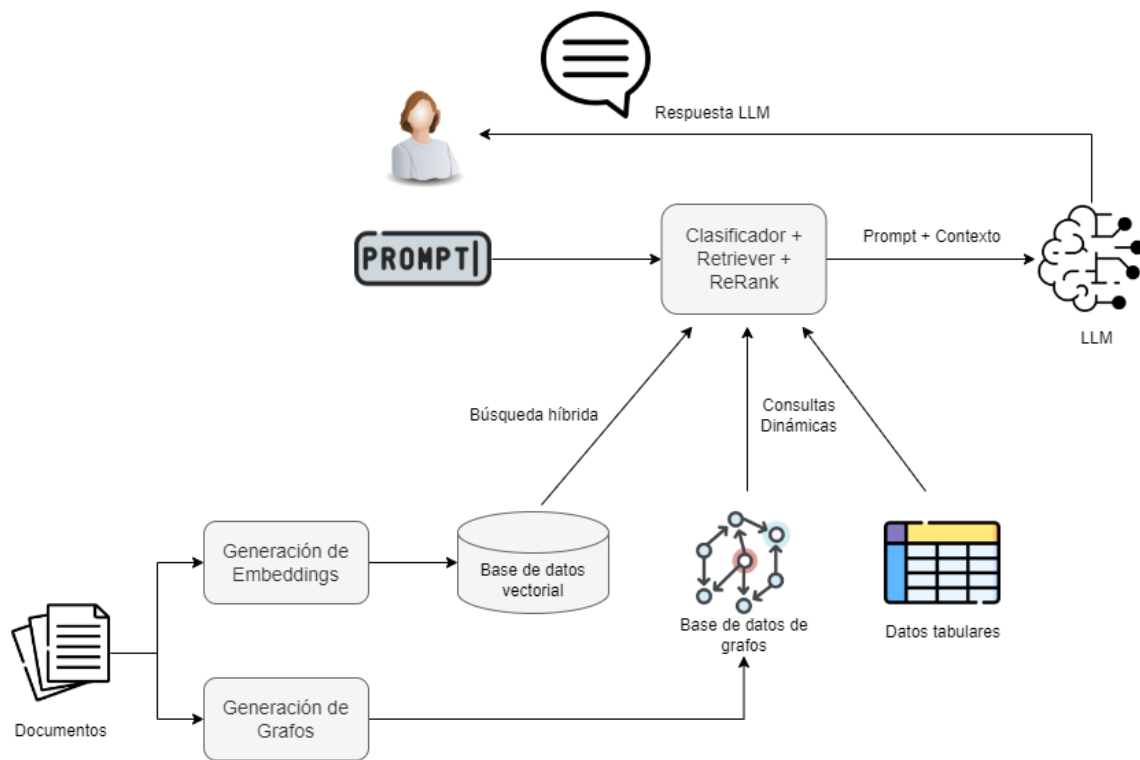 Respuesta LLM
PROMPT
Clasificador +
Retriever +
ReRank
Prompt + Contexto
LLM
Búsqueda híbrida
Consultas
Dinámicas
Generación de
Embeddings
Base de datos
vectorial
Base de datos de
grafos
Datos tabulares
Documentos
Generación de
Grafos